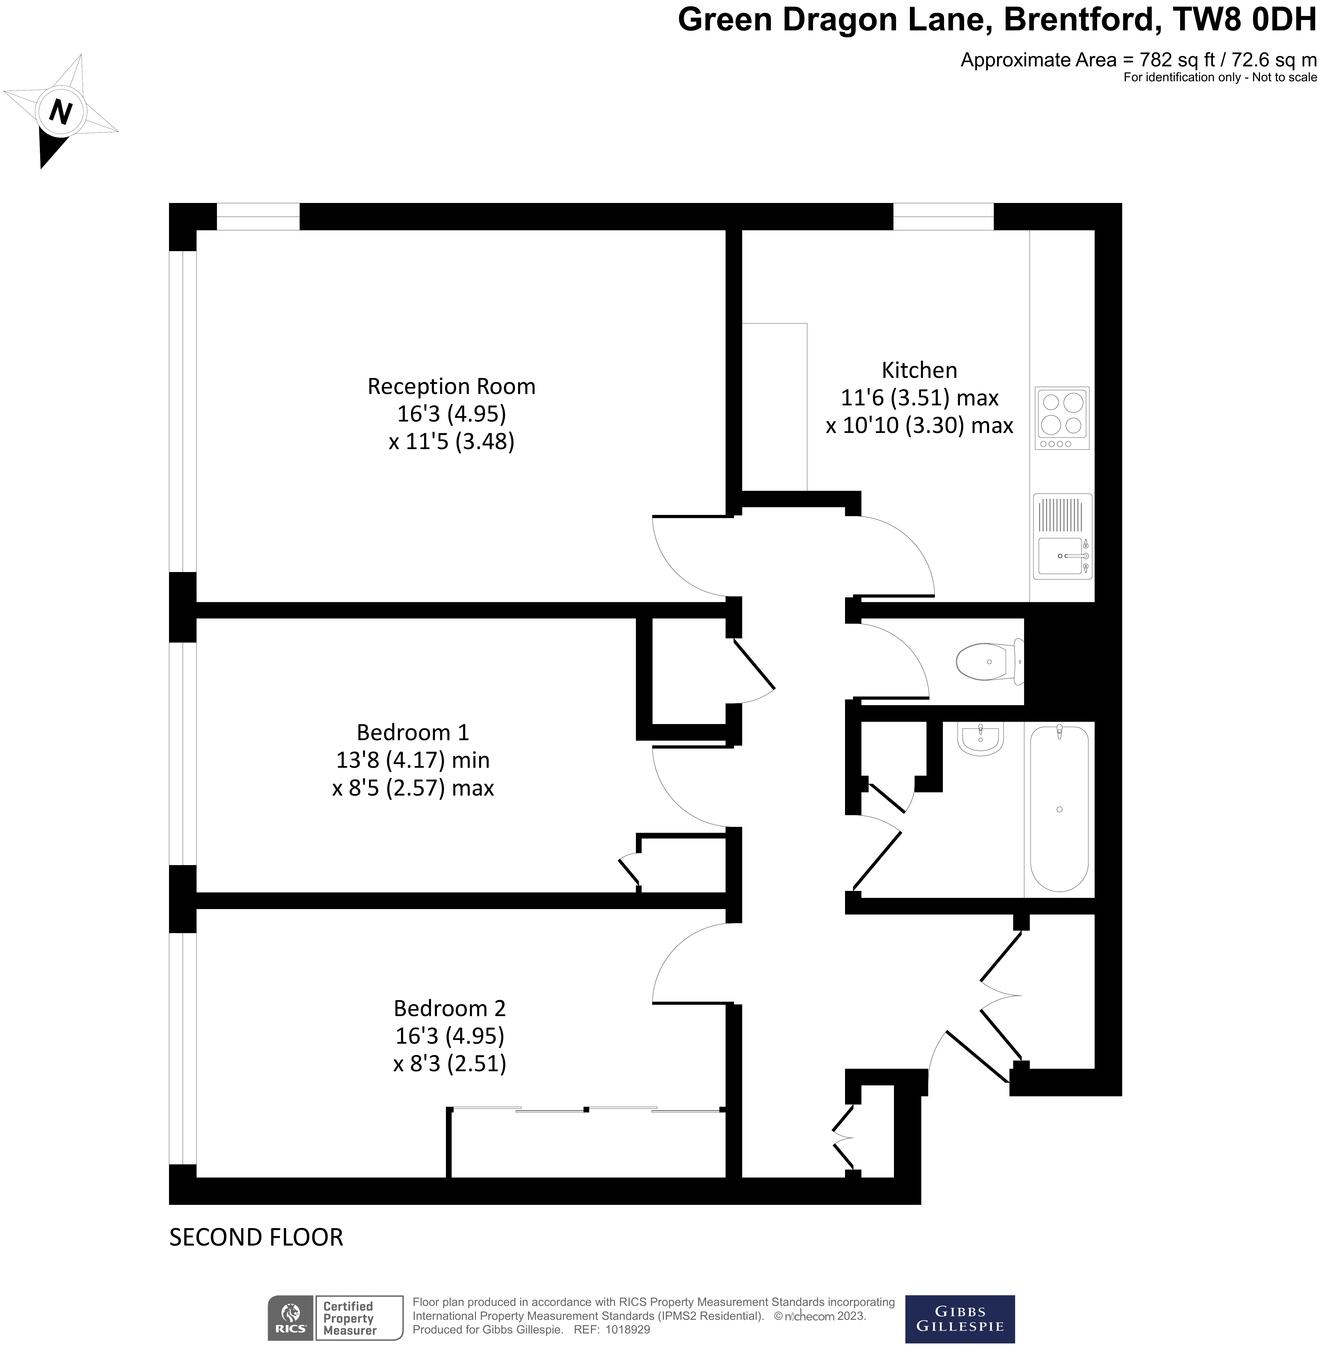 Green Dragon Lane, Brentford, TW8 0DH
Approximate Area = 782 sq ft / 72.6 sq m
For identification only - Not to scale
N
Reception Room
16'3 (4.95)
x 11'5 (3.48)
Kitchen
11'6 (3.51) max
x 10'10 (3.30) max
Bedroom 1
13'8 (4.17) min
x 8'5 (2.57) max
Bedroom 2
16'3 (4.95)
x 8'3 (2.51)
SECOND FLOOR
RICS
Certified
Property
Measurer
Floor plan produced in accordance with RICS Property Measurement Standards incorporating
International Property Measurement Standards (IPMS2 Residential). © nichecom 2023.
Produced for Gibbs Gillespie. REF: 1018929
GIBBS
GILLESPIE